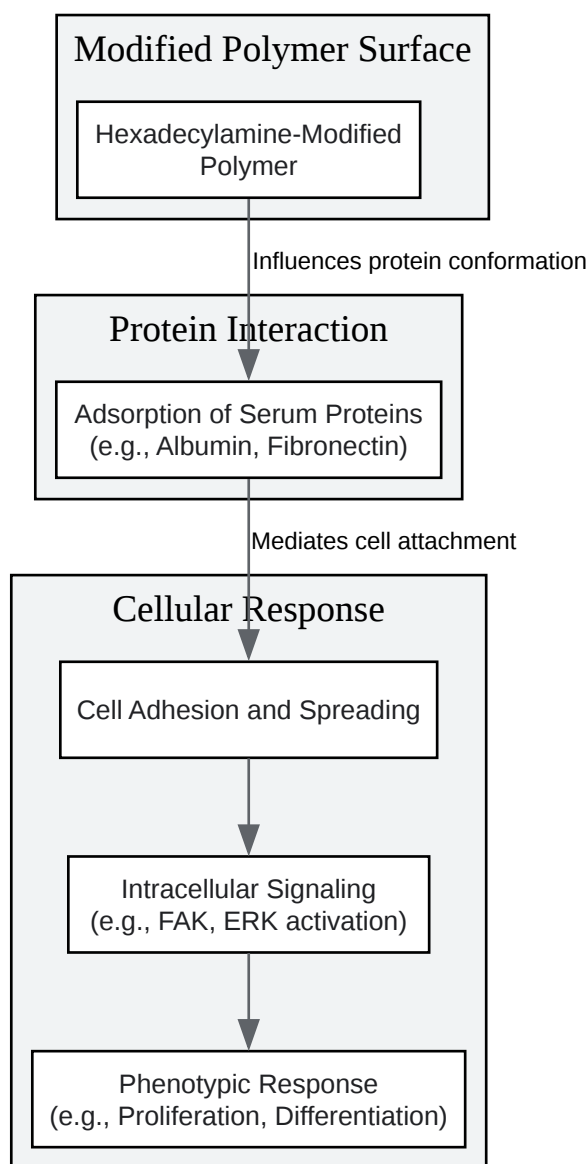 Modified Polymer Surface
Hexadecylamine-Modified
Polymer
Influences protein conformation
Protein Interaction
Adsorption of Serum Proteins
(e.g., Albumin, Fibronectin)
Mediates cell attachment
Cellular Response
Cell Adhesion and Spreading
Intracellular Signaling
(e.g., FAK, ERK activation)
Phenotypic Response
(e.g., Proliferation, Differentiation)